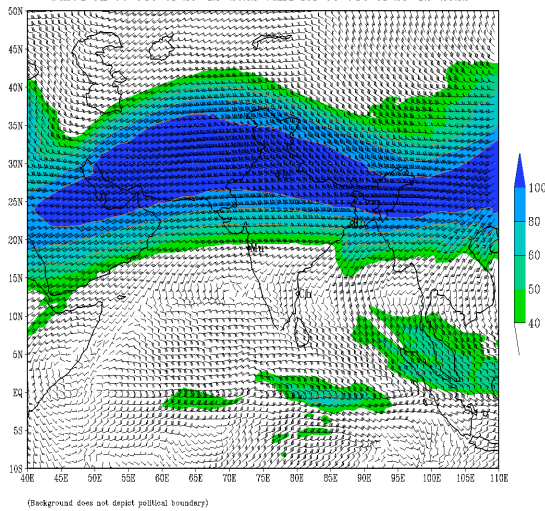 50N
45N
40N
35N
30N
25N
20N
15N
10N
5N
EQ
5S
10S
40E 45E 50E 55E 60E 65E 70E 75E 80E 85E 90E 95E 100E 105E 110E
100
80
60
50
40
(Background does not depict political boundary)